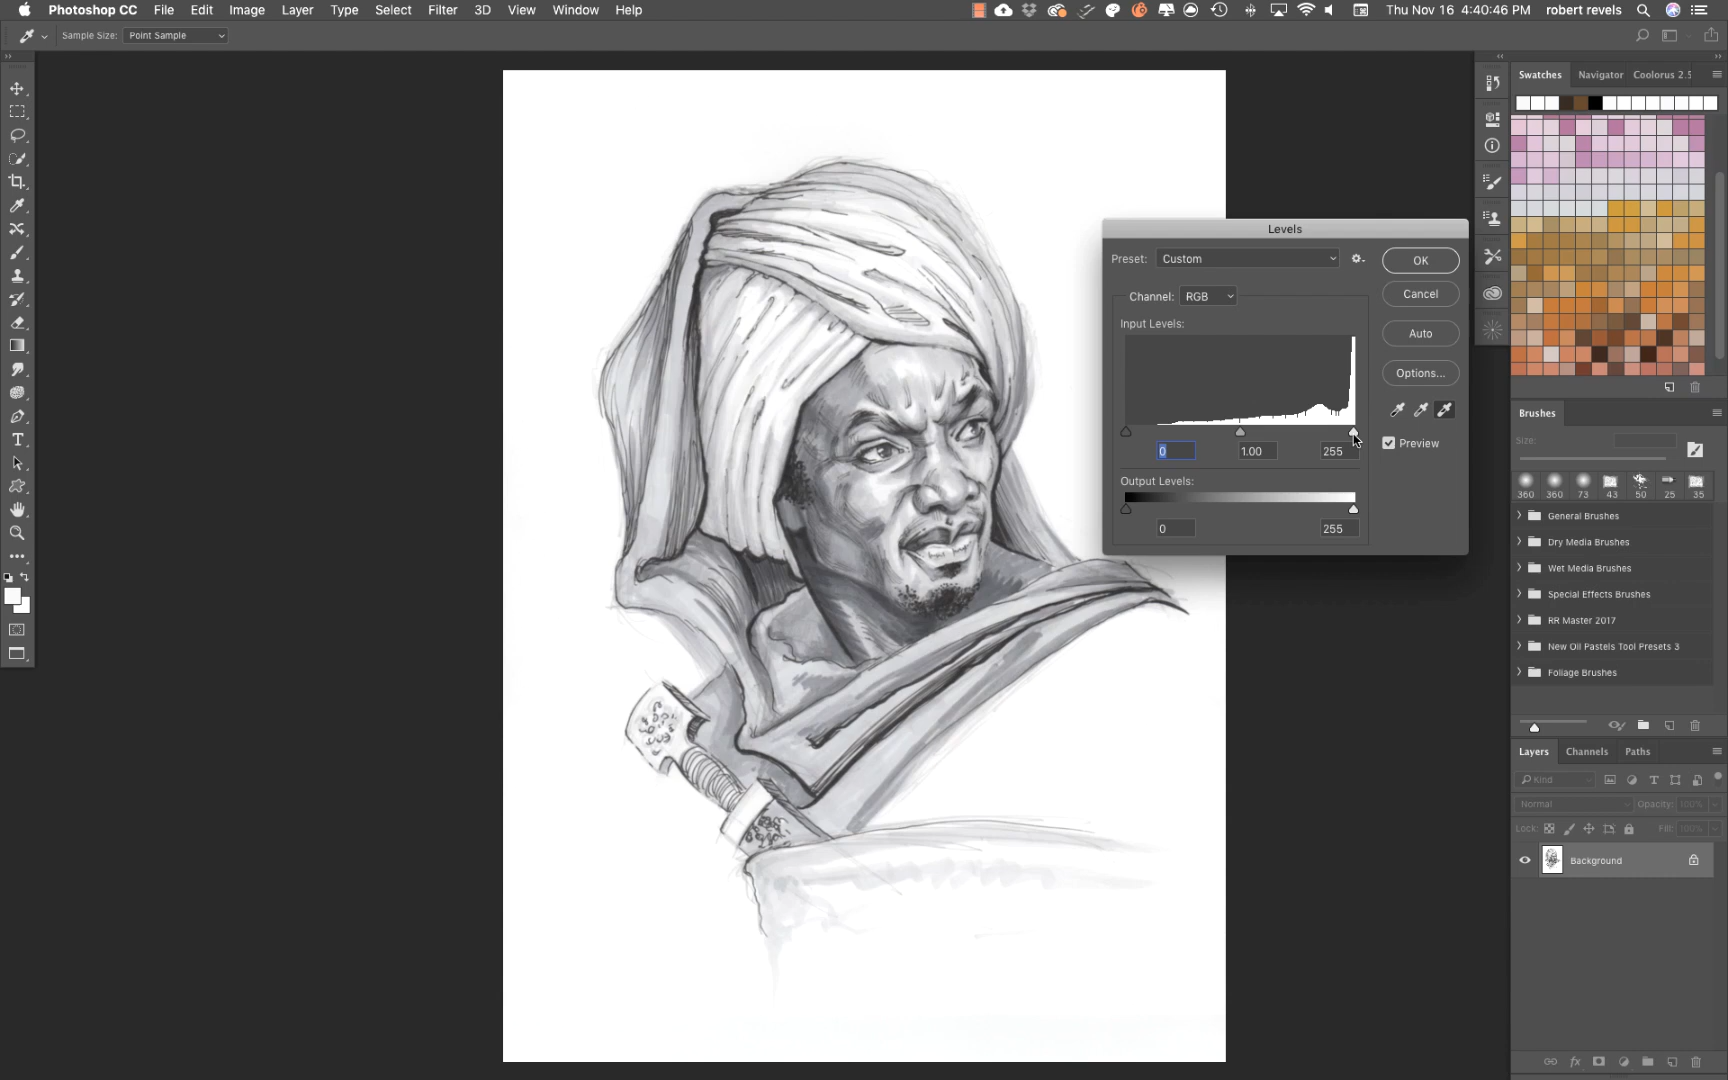 Photoshop CC File Edit Image Layer Type Select Filter 3D View Window Help Thu Nov 16 4:40:46 PM robert revels
Sample Size: Point Sample
Swatches Navigator Coolorus 2.5
Levels
Preset: Custom OK
Channel: RGB Cancel
Input Levels:
Auto
Options...
Preview
0 1.00 255
Output Levels:
0 255
Brushes
Size:
360 360 73 43 50 25 35
General Brushes
Dry Media Brushes
Wet Media Brushes
Special Effects Brushes
RR Master 2017
New Oil Pastels Tool Presets 3
Foliage Brushes
Layers Channels Paths
Kind
Normal Opacity: 100%
Lock: Fill: 100%
Background
fx